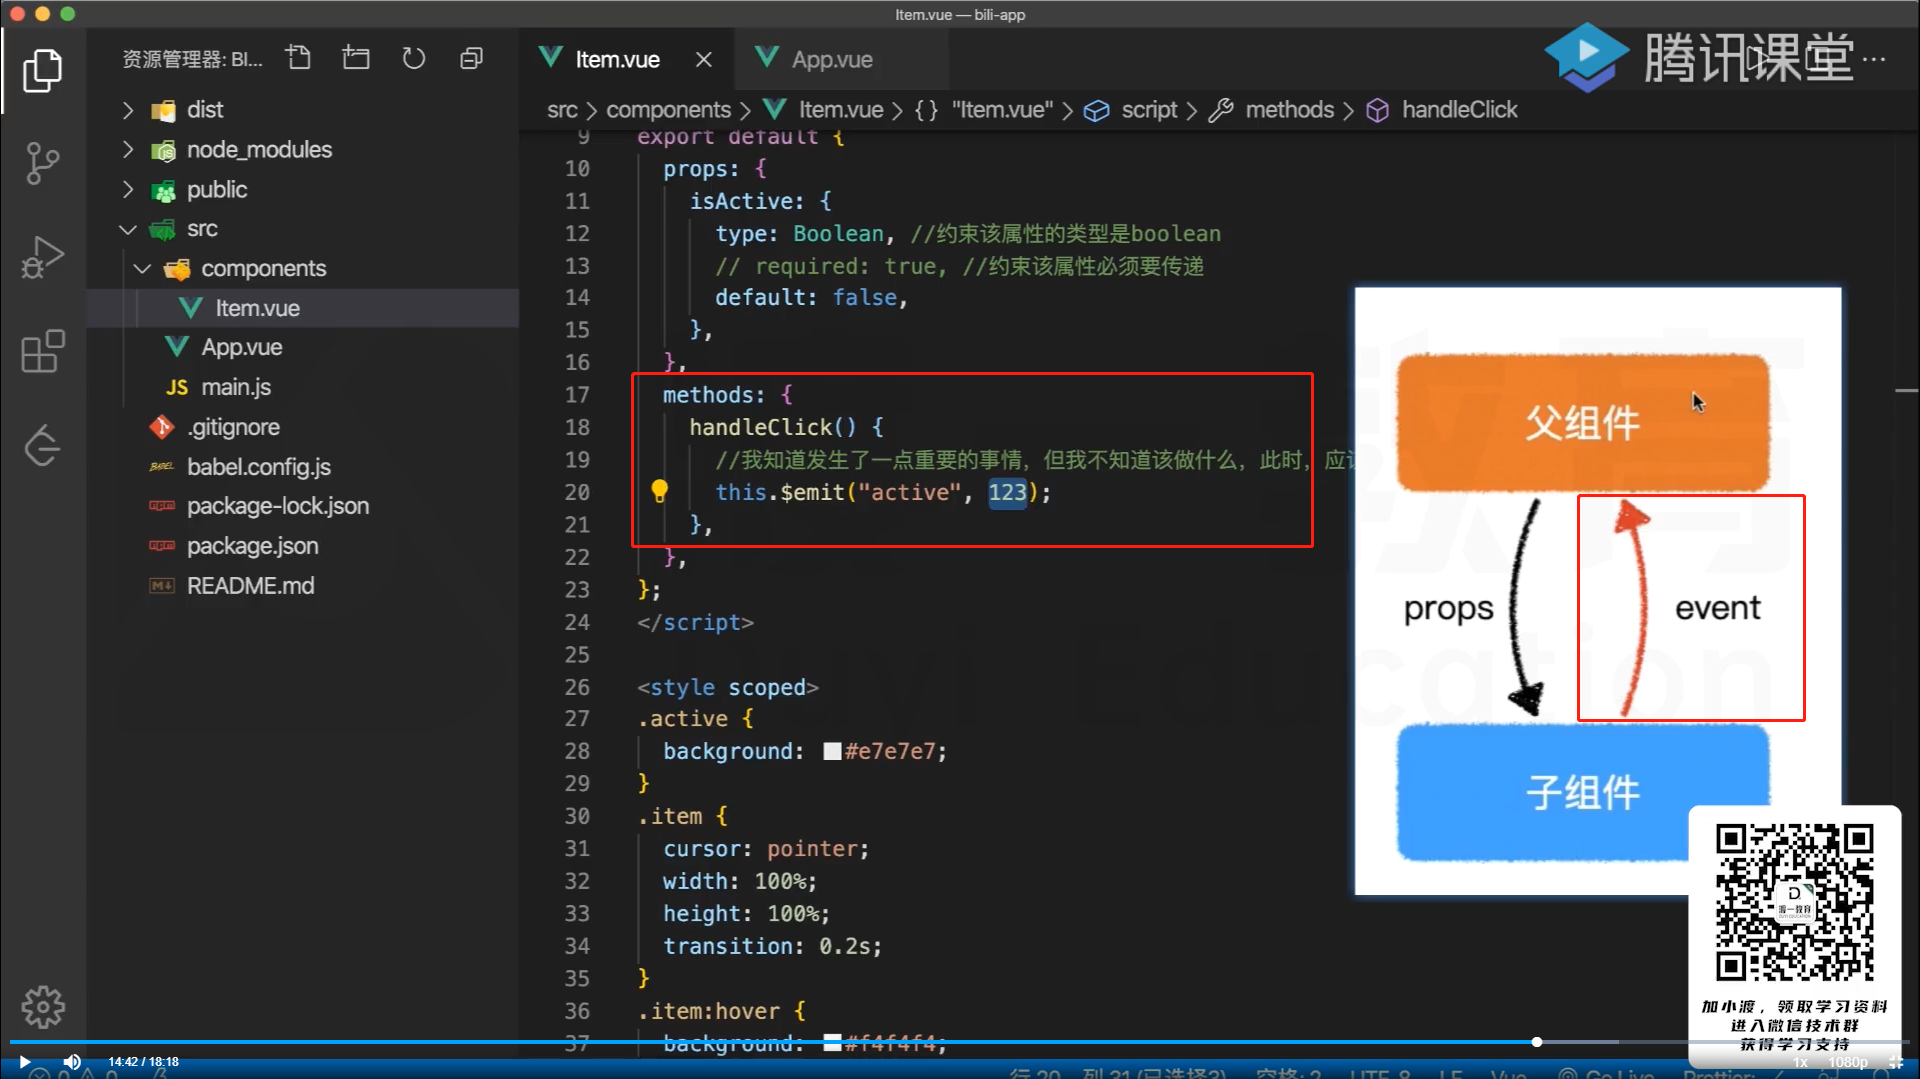 Item.vue — bili-app
资源管理器: BI...
Item.vue
App.vue
腾讯课堂
src
components
Item.vue
{} "Item.vue"
script
methods
handleClick
dist
node_modules
public
src
components
Item.vue
App.vue
JS main.js
.gitignore
BABEL babel.config.js
package-lock.json
package.json
README.md
9 export default {
10 props: {
11 isActive: {
12 type: Boolean, //约束该属性的类型是boolean
13 // required: true, //约束该属性必须要传递
14 default: false,
15 },
16 },
17 methods: {
18 handleClick() {
19 //我知道发生了一点重要的事情，但我不知道该做什么，此时，应
20 this.$emit("active", 123);
21 },
22 },
23 };
24 </script>
25
26 <style scoped>
27 .active {
28 background: #e7e7e7;
29 }
30 .item {
31 cursor: pointer;
32 width: 100%;
33 height: 100%;
34 transition: 0.2s;
35 }
36 .item:hover {
37 background: #f4f4f4;
父组件
props
event
子组件
Duyi Education
渡一教育
加小渡，领取学习资料
进入微信技术群
获得学习支持
14:42 / 18:18
1x
1080p
行 20，列 31 (已选择3)
空格: 2
UTF-8
LF
Vue
Go Live
Prettier: